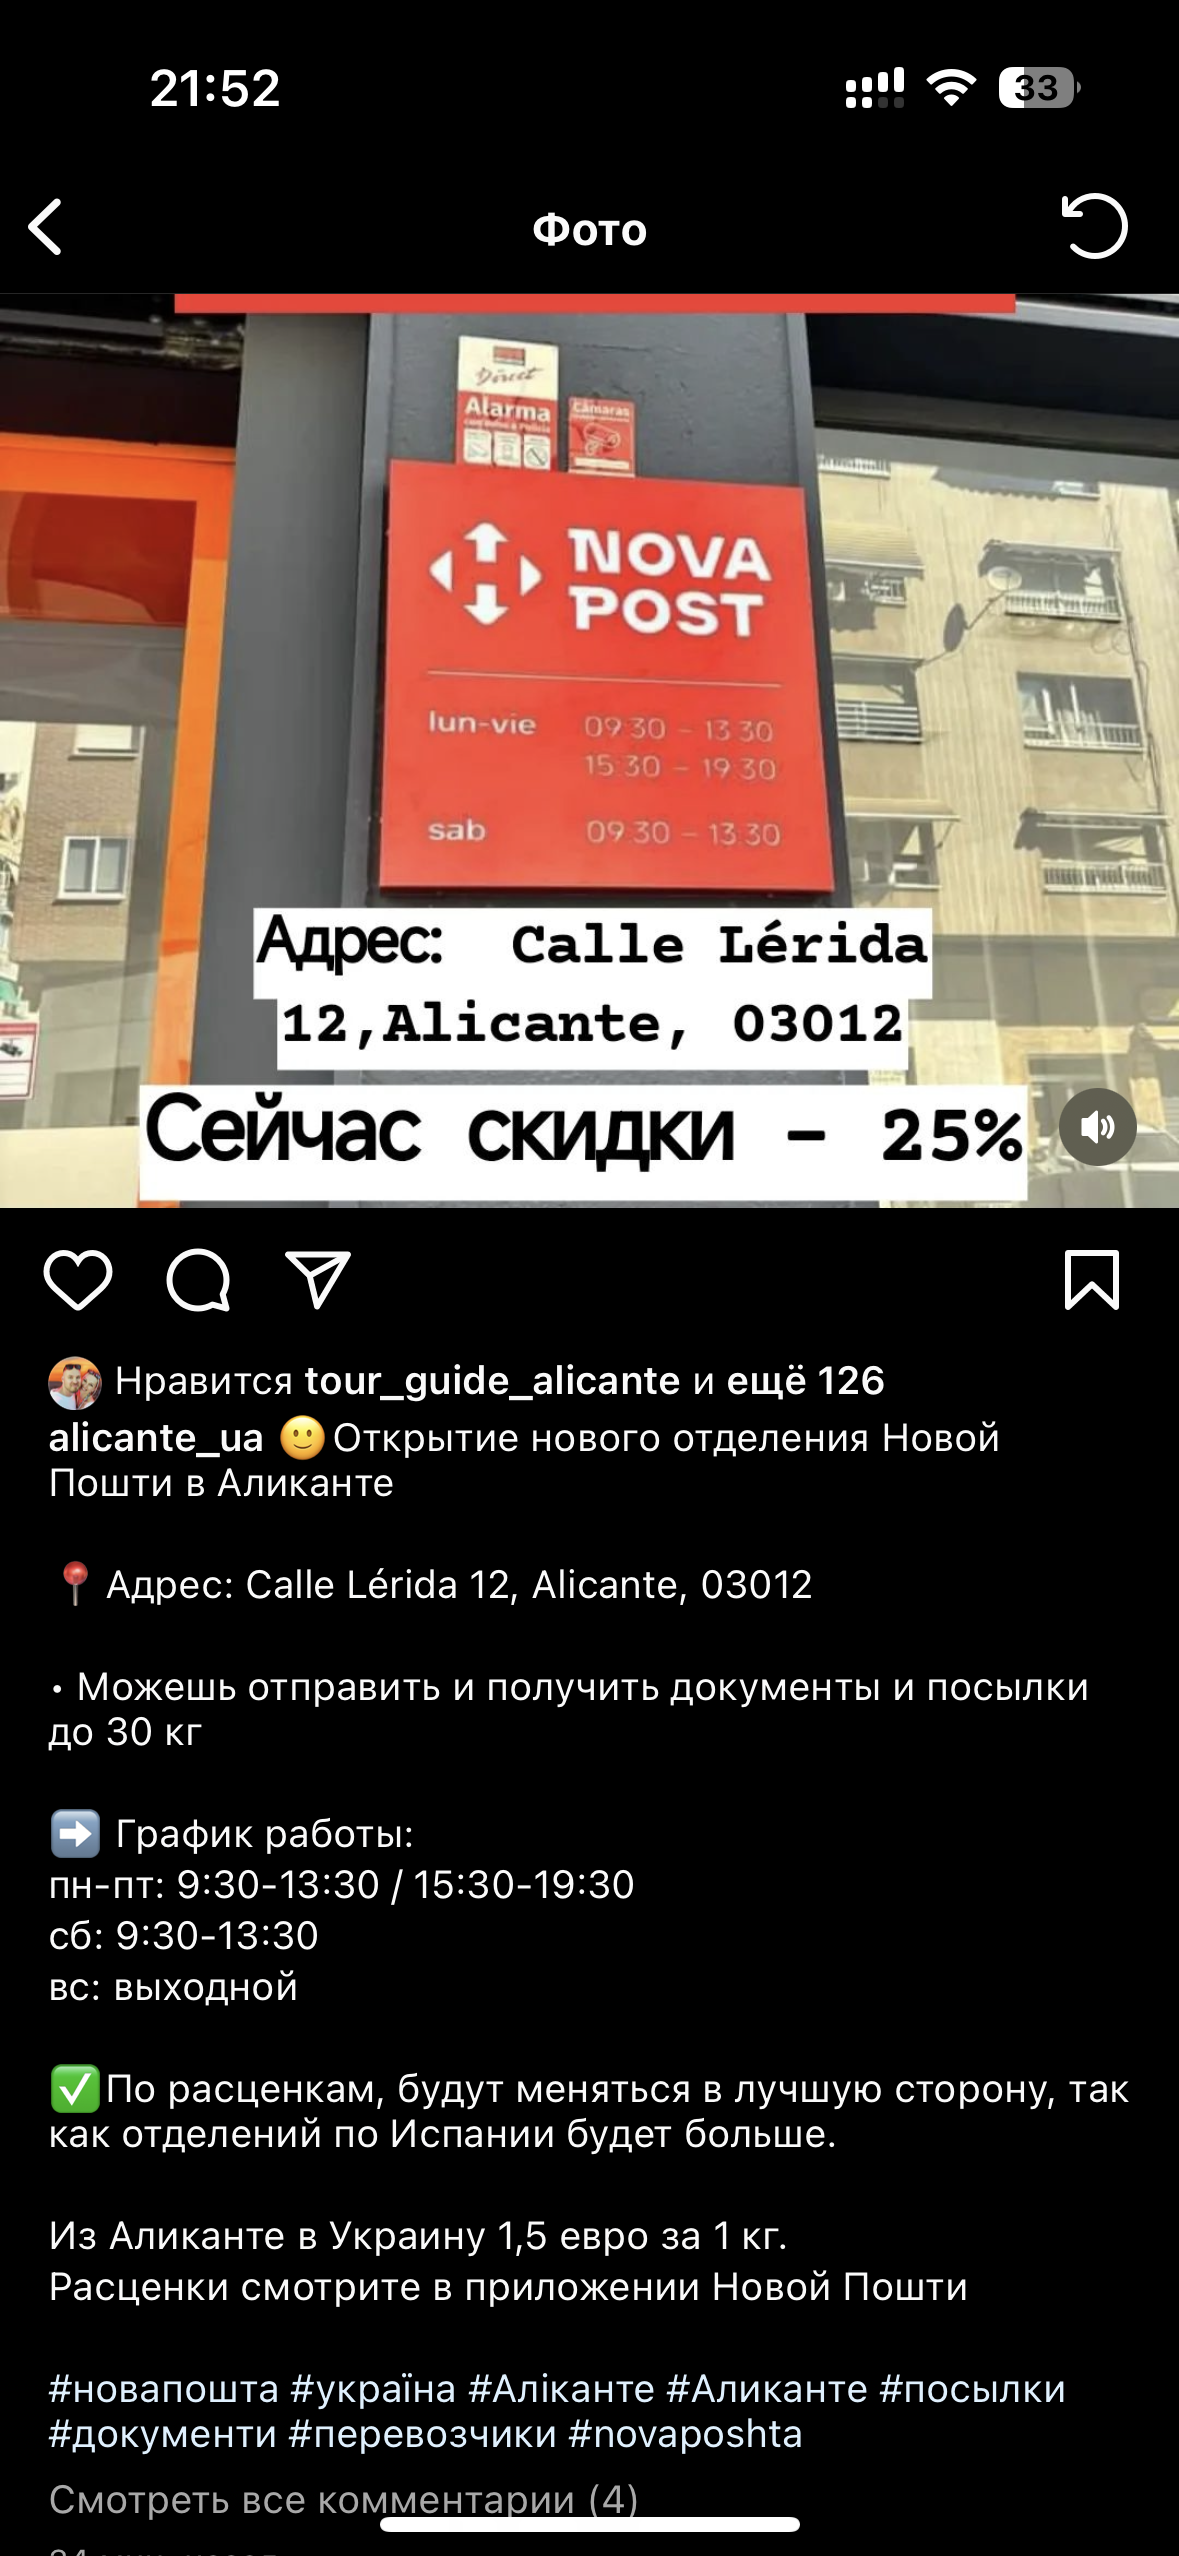 21:52
33
Фото
Direct
Alarma
Cámaras
NOVA
POST
lun-vie 09:30 – 13:30
15:30 – 19:30
sab 09:30 – 13:30
Адрес: Calle Lérida
12,Alicante, 03012
Сейчас скидки – 25%
Нравится tour_guide_alicante и ещё 126
alicante_ua 🙂Открытие нового отделения Новой
Пошти в Аликанте
📍 Адрес: Calle Lérida 12, Alicante, 03012
• Можешь отправить и получить документы и посылки
до 30 кг
➡️ График работы:
пн-пт: 9:30-13:30 / 15:30-19:30
сб: 9:30-13:30
вс: выходной
✅По расценкам, будут меняться в лучшую сторону, так
как отделений по Испании будет больше.
Из Аликанте в Украину 1,5 евро за 1 кг.
Расценки смотрите в приложении Новой Пошти
#новапошта #україна #Аліканте #Аликанте #посылки
#документи #перевозчики #novaposhta
Смотреть все комментарии (4)